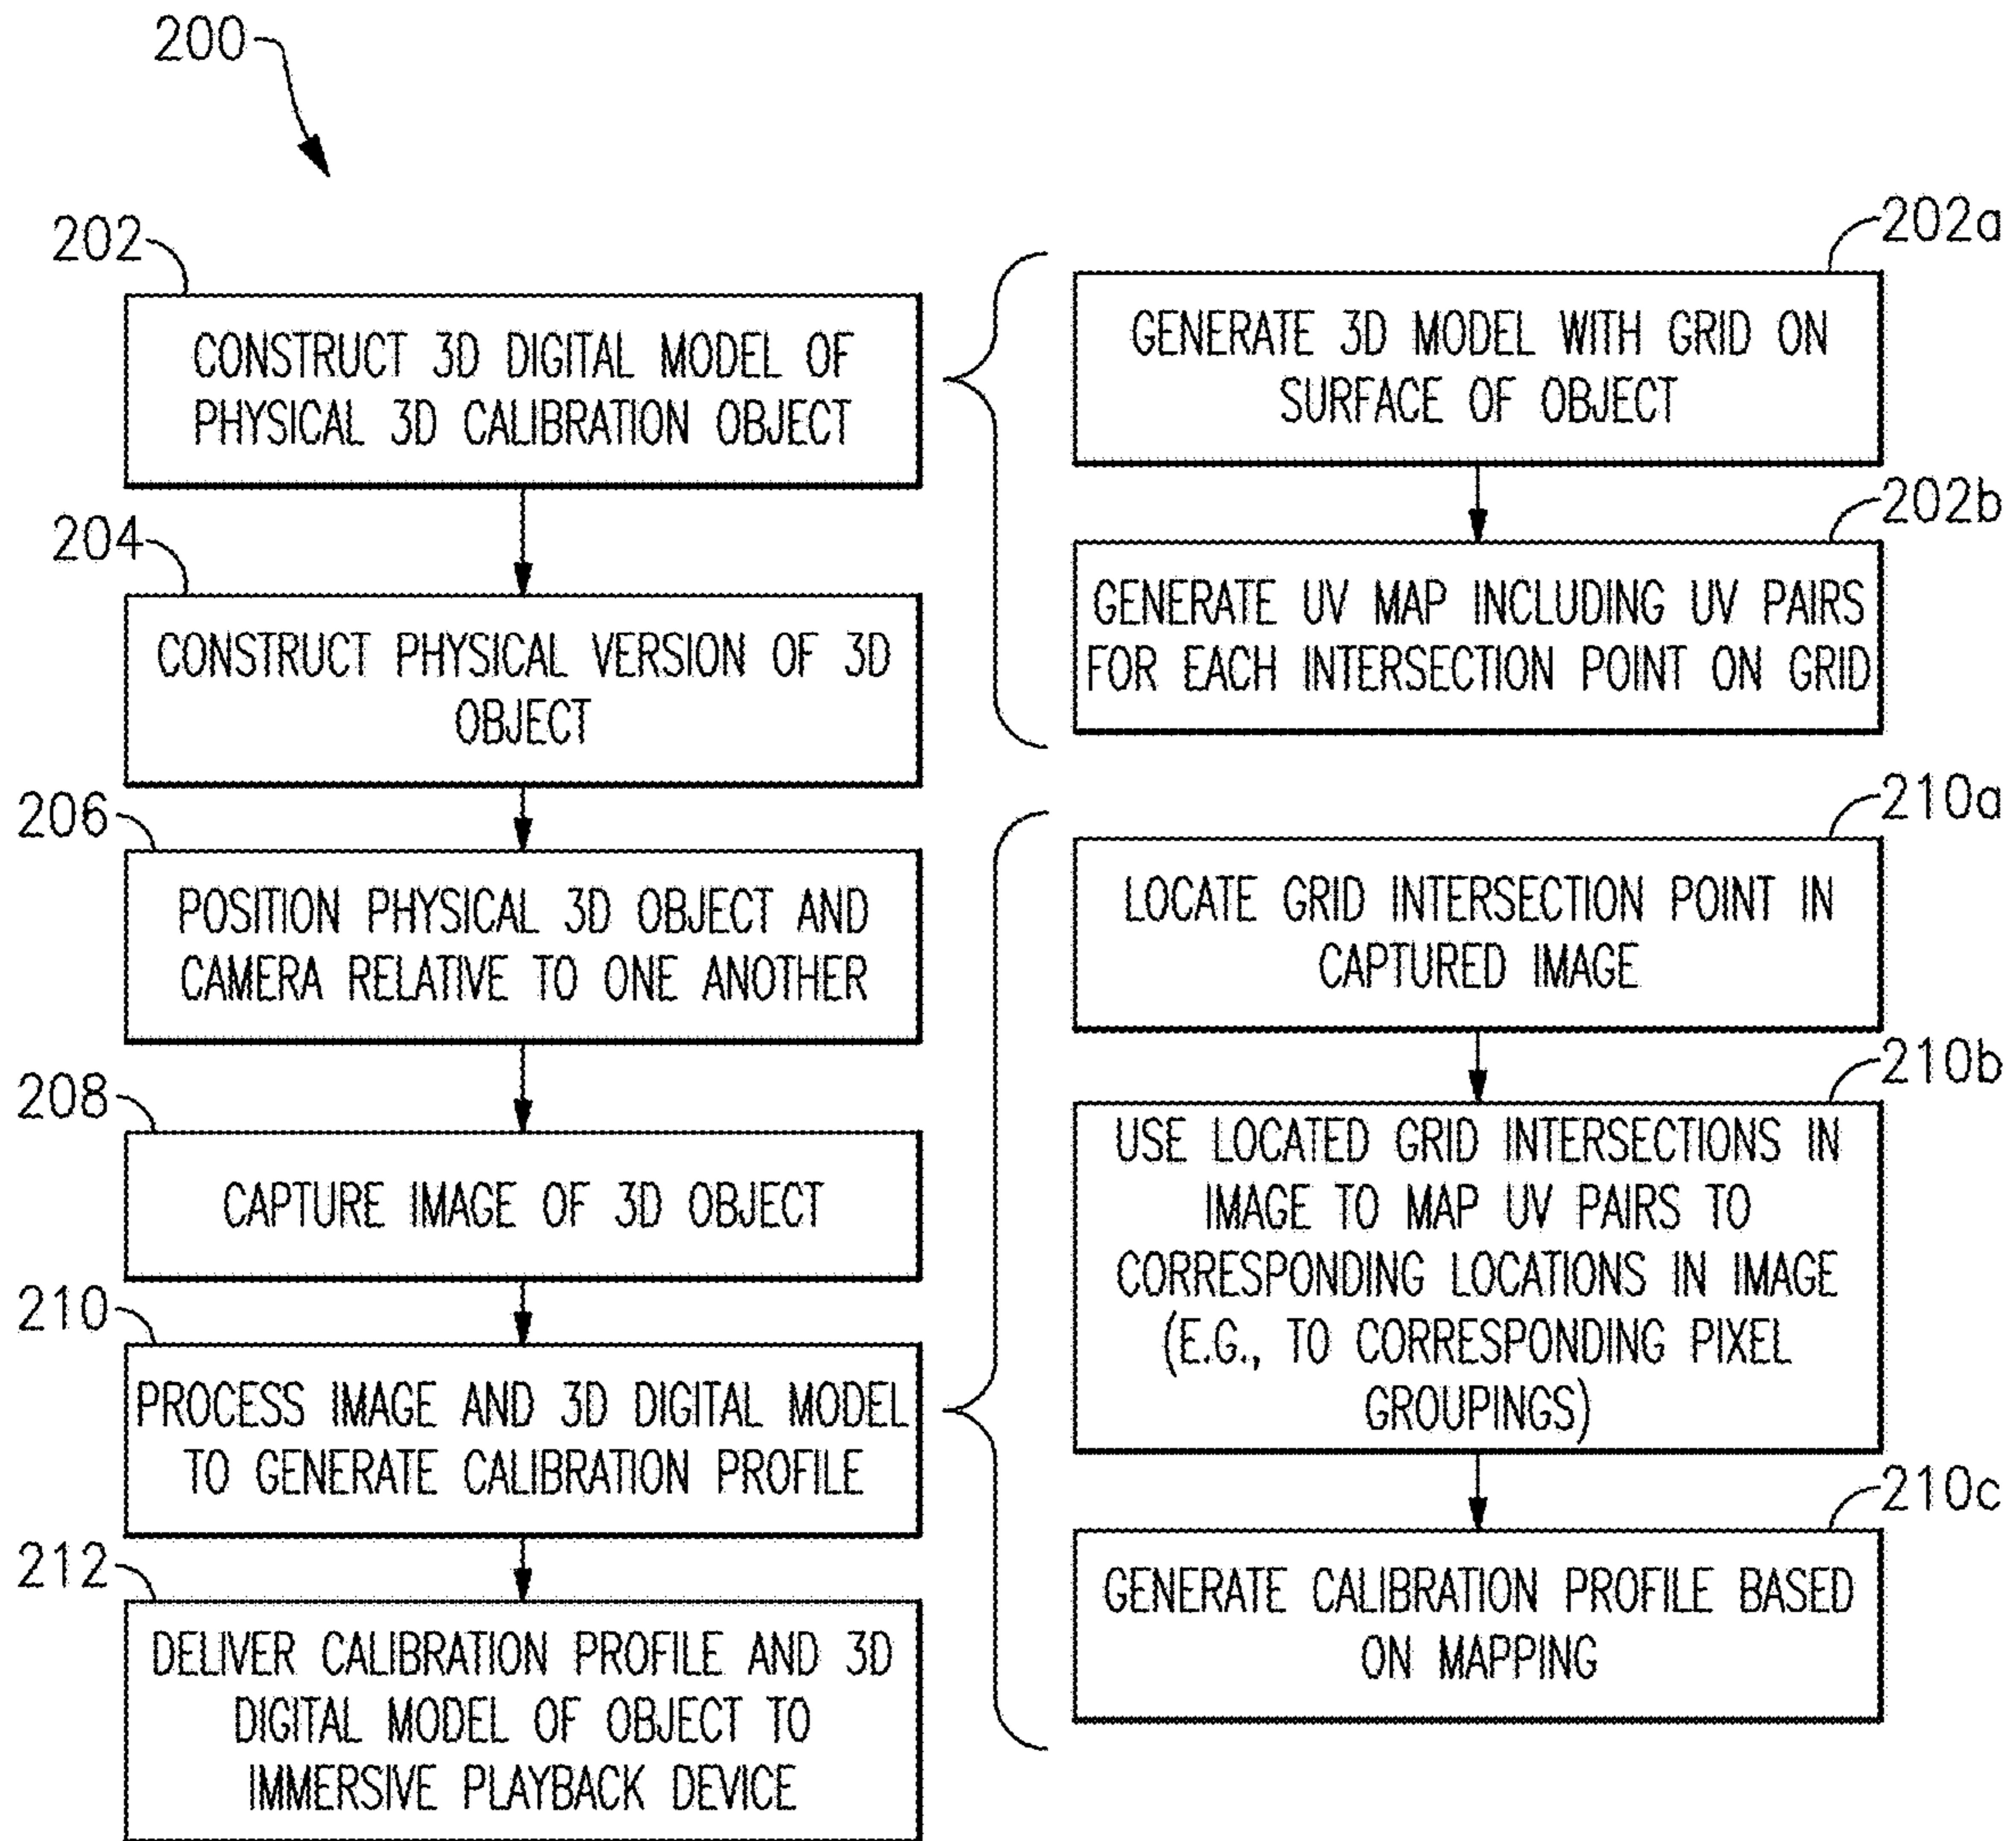 200
202
CONSTRUCT 3D DIGITAL MODEL OF
PHYSICAL 3D CALIBRATION OBJECT
204
CONSTRUCT PHYSICAL VERSION OF 3D
OBJECT
206
POSITION PHYSICAL 3D OBJECT AND
CAMERA RELATIVE TO ONE ANOTHER
208
CAPTURE IMAGE OF 3D OBJECT
210
PROCESS IMAGE AND 3D DIGITAL MODEL
TO GENERATE CALIBRATION PROFILE
212
DELIVER CALIBRATION PROFILE AND 3D
DIGITAL MODEL OF OBJECT TO
IMMERSIVE PLAYBACK DEVICE
202a
GENERATE 3D MODEL WITH GRID ON
SURFACE OF OBJECT
202b
GENERATE UV MAP INCLUDING UV PAIRS
FOR EACH INTERSECTION POINT ON GRID
210a
LOCATE GRID INTERSECTION POINT IN
CAPTURED IMAGE
210b
USE LOCATED GRID INTERSECTIONS IN
IMAGE TO MAP UV PAIRS TO
CORRESPONDING LOCATIONS IN IMAGE
(E.G., TO CORRESPONDING PIXEL
GROUPINGS)
210c
GENERATE CALIBRATION PROFILE BASED
ON MAPPING